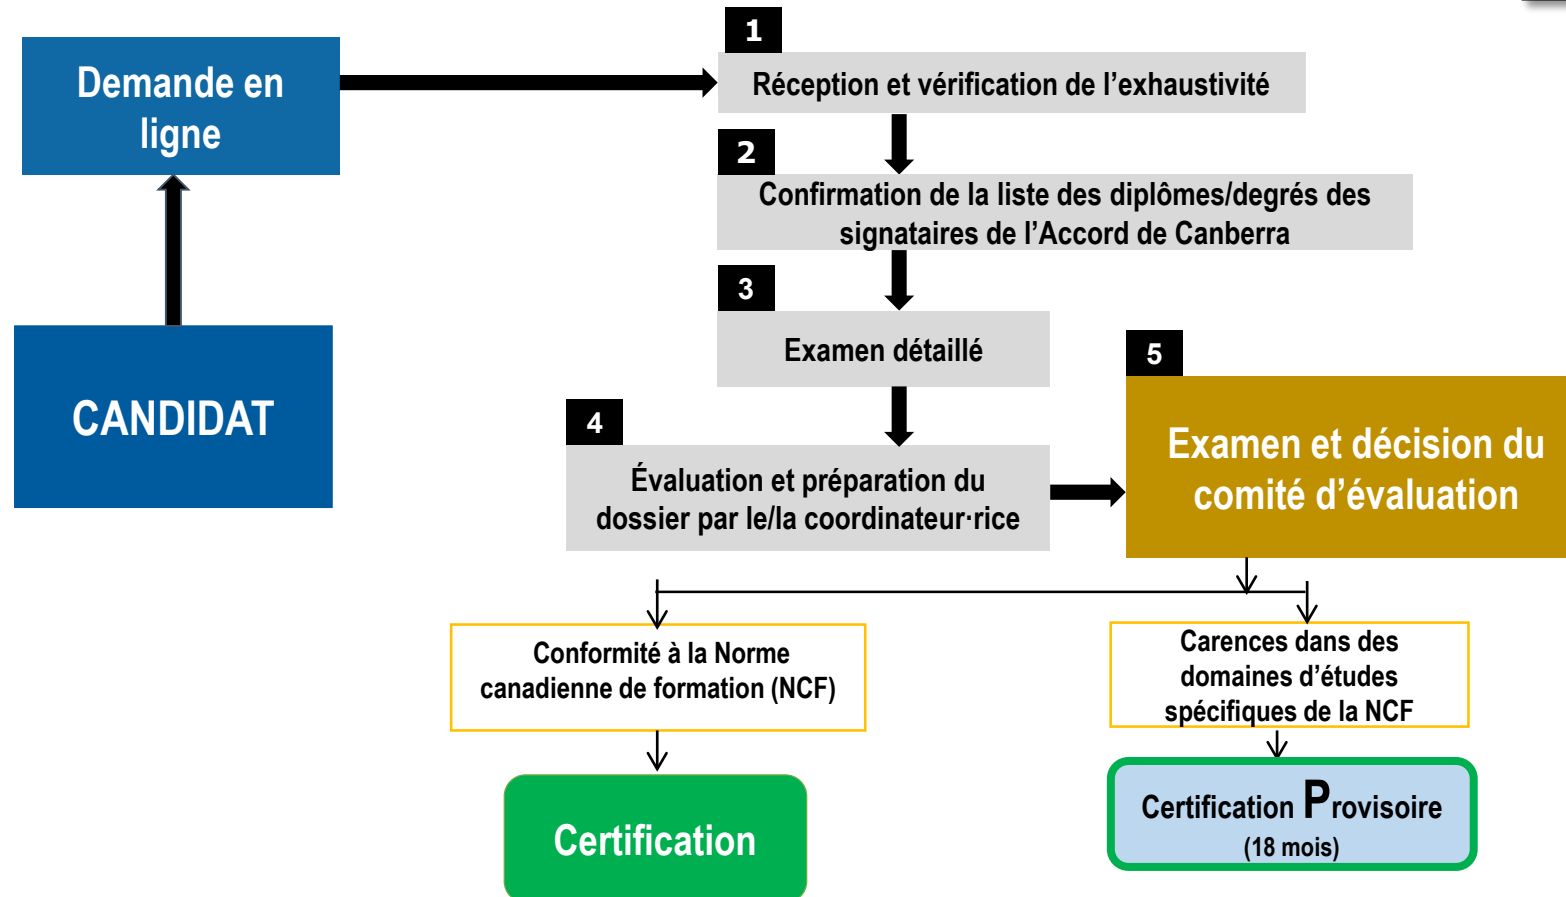 Demande en
ligne
CANDIDAT
1
Réception et vérification de l’exhaustivité
2
Confirmation de la liste des diplômes/degrés des
signataires de l’Accord de Canberra
3
Examen détaillé
4
Évaluation et préparation du
dossier par le/la coordinateur·rice
5
Examen et décision du
comité d’évaluation
Conformité à la Norme
canadienne de formation (NCF)
Certification
Carences dans des
domaines d’études
spécifiques de la NCF
Certification Provisoire
(18 mois)